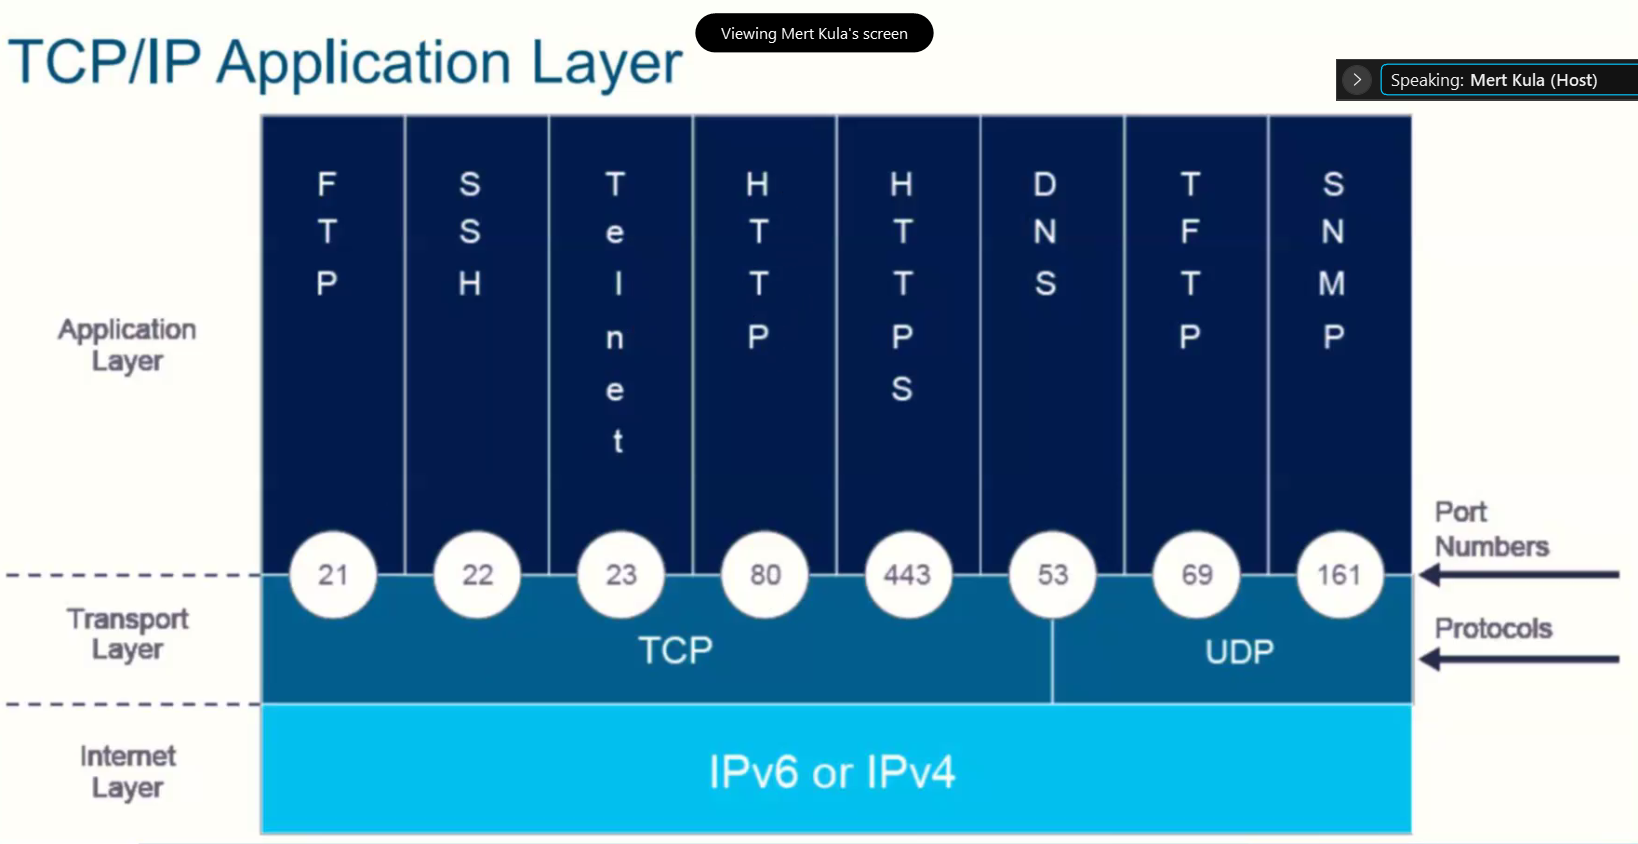 Viewing Mert Kula's screen
TCP/IP Application Layer
Speaking: Mert Kula (Host)
FTP
SSH
Telnet
HTTP
HTTPS
DNS
TFTP
SNMP
Application
Layer
Port
Numbers
21 22 23 80 443 53 69 161
Transport
Layer
TCP
UDP
Protocols
Internet
Layer
IPv6 or IPv4